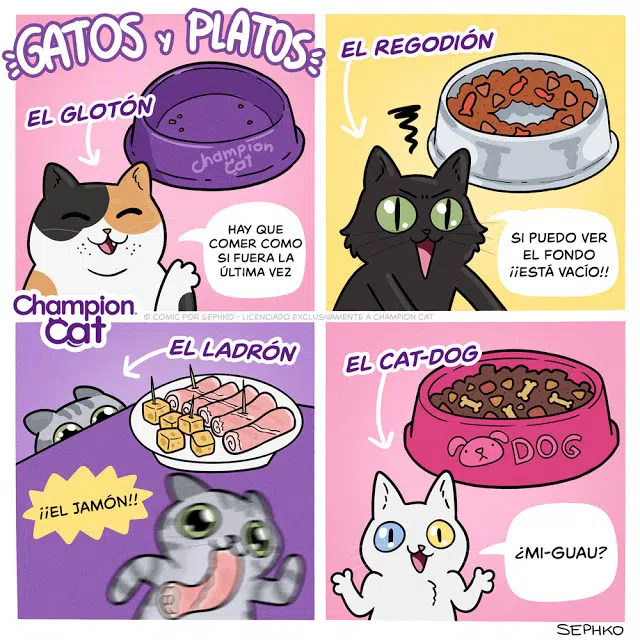 GATOS y PLATOS
EL GLOTÓN
champion
cat
HAY QUE
COMER COMO
SI FUERA LA
ÚLTIMA VEZ
EL REGODIÓN
SI PUEDO VER
EL FONDO
¡¡ESTÁ VACÍO!!
Champion
Cat
© COMIC POR SEPHKO - LICENCIADO EXCLUSIVAMENTE A CHAMPION CAT
EL LADRÓN
¡¡EL JAMÓN!!
EL CAT-DOG
DOG
¿MI-GUAU?
SEPHKO